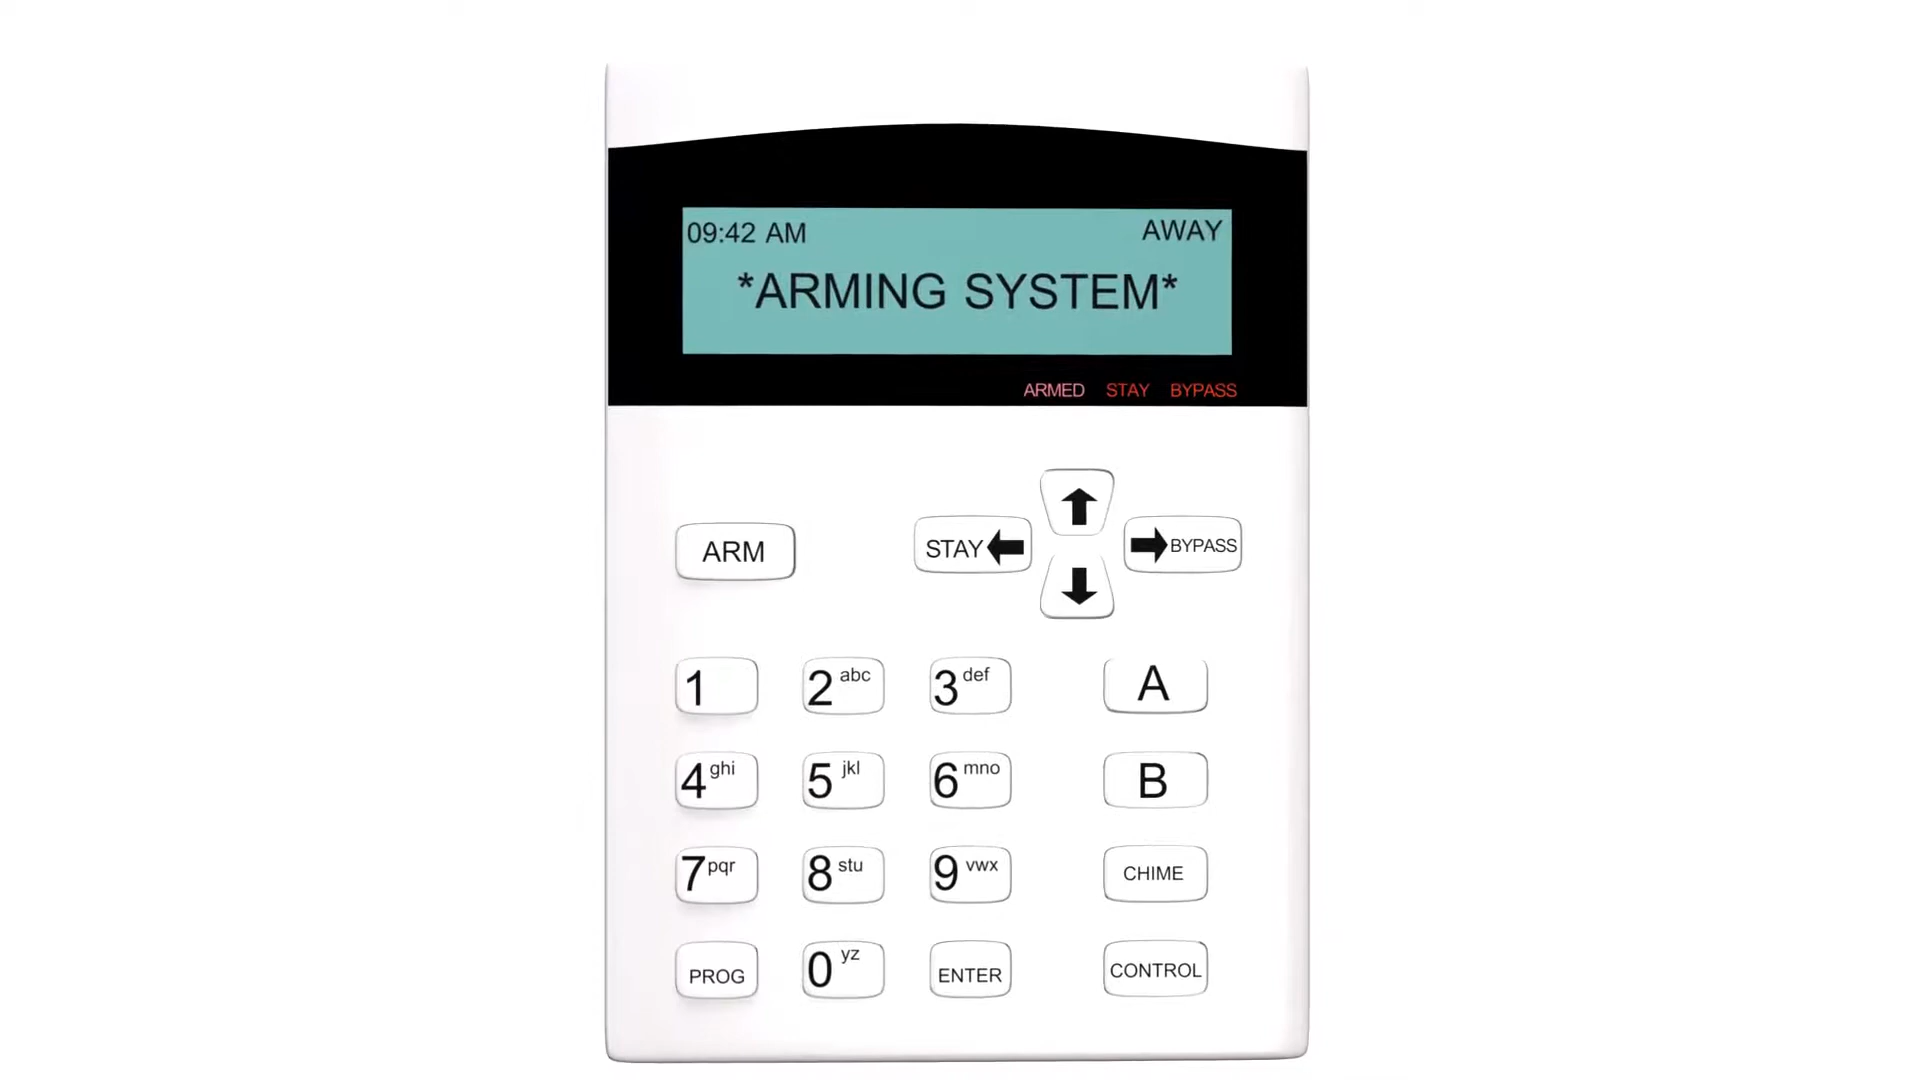 09:42 AM AWAY
*ARMING SYSTEM*
ARMED STAY BYPASS
ARM STAY BYPASS
1 2 abc 3 def A
4 ghi 5 jkl 6 mno B
7 pqr 8 stu 9 vwx CHIME
PROG 0 yz ENTER CONTROL